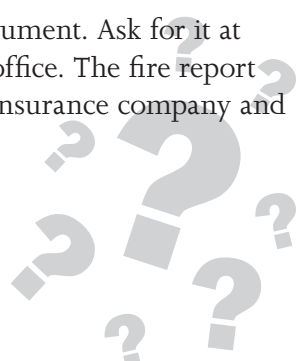 ument. Ask for it at
office. The fire report
nsurance company and